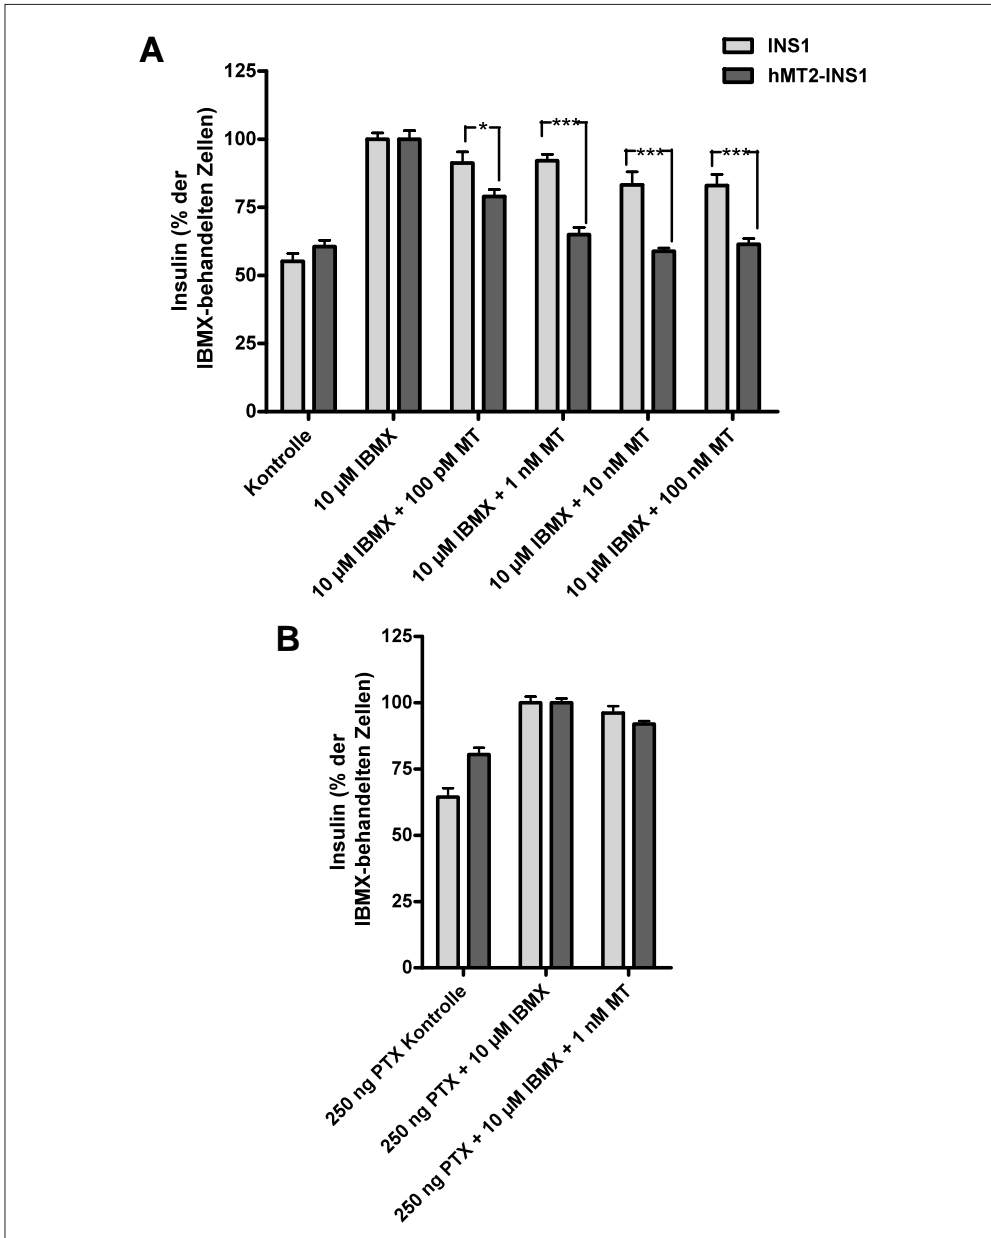 A
INS1
hMT2-INS1
Insulin (% der
IBMX-behandelten Zellen)
125
100
75
50
25
0
*
***
***
***
Kontrolle
10 µM IBMX
10 µM IBMX + 100 pM MT
10 µM IBMX + 1 nM MT
10 µM IBMX + 10 nM MT
10 µM IBMX + 100 nM MT
B
Insulin (% der
IBMX-behandelten Zellen)
125
100
75
50
25
0
250 ng PTX Kontrolle
250 ng PTX + 10 µM IBMX
250 ng PTX + 10 µM IBMX + 1 nM MT